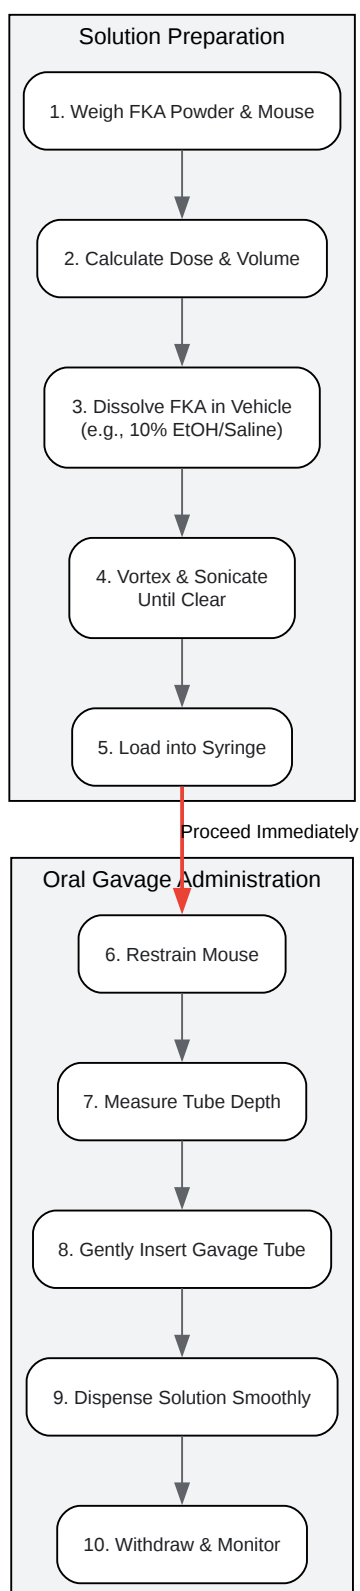 Solution Preparation
1. Weigh FKA Powder & Mouse
2. Calculate Dose & Volume
3. Dissolve FKA in Vehicle
(e.g., 10% EtOH/Saline)
4. Vortex & Sonicate
Until Clear
5. Load into Syringe
Proceed Immediately
Oral Gavage Administration
6. Restrain Mouse
7. Measure Tube Depth
8. Gently Insert Gavage Tube
9. Dispense Solution Smoothly
10. Withdraw & Monitor